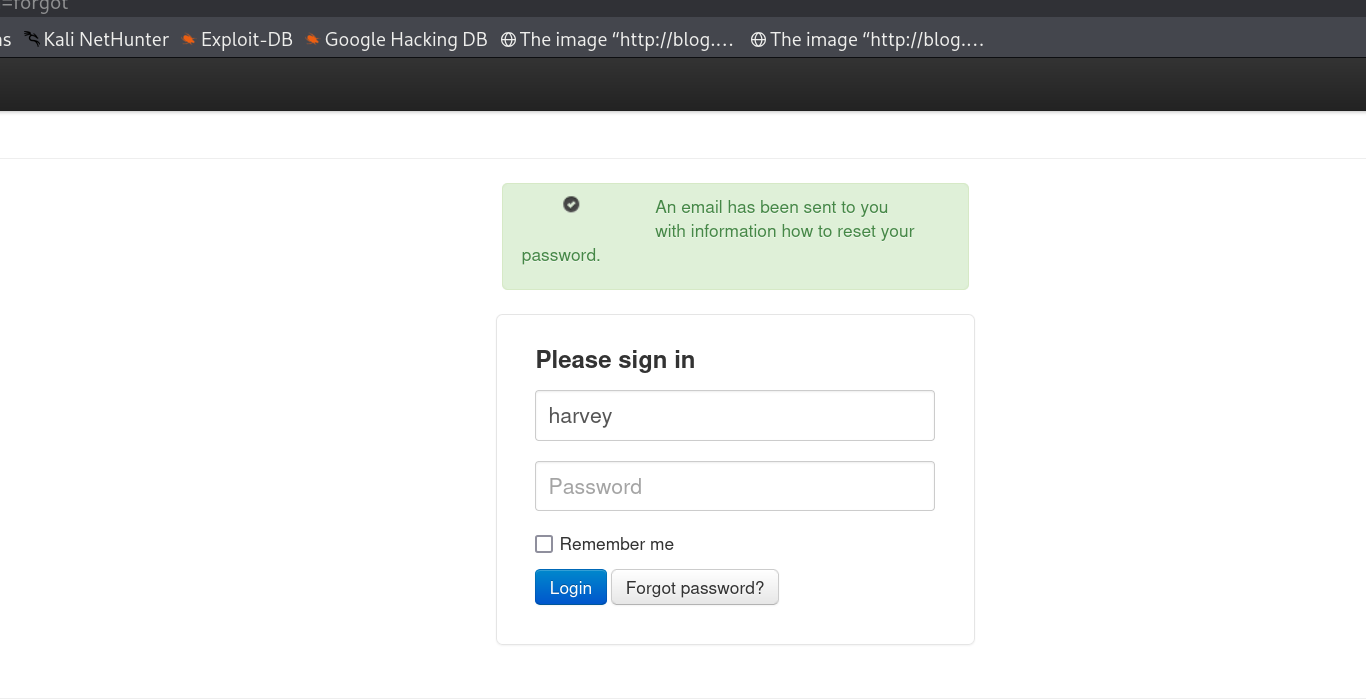 =forgot
ns Kali NetHunter Exploit-DB Google Hacking DB The image “http://blog.… The image “http://blog.…
An email has been sent to you
with information how to reset your
password.
Please sign in
harvey
Password
Remember me
Login Forgot password?